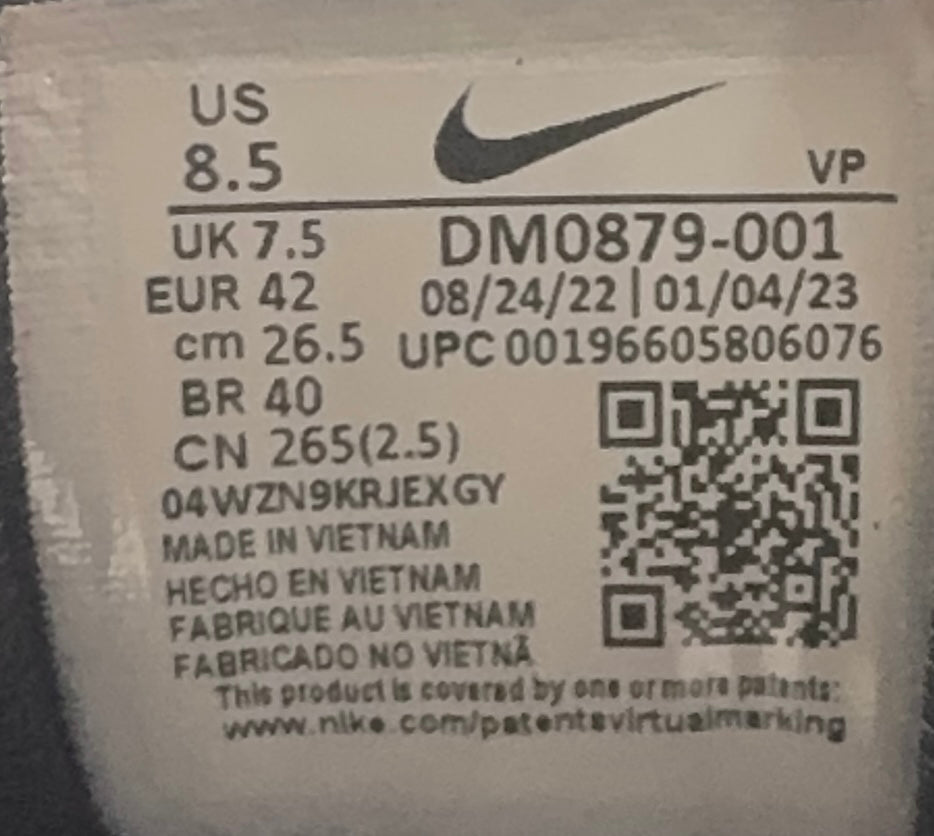 US
8.5
VP
UK 7.5
DM0879-001
EUR 42
08/24/22 | 01/04/23
cm 26.5
UPC 00196605806076
BR 40
CN 265(2.5)
04WZN9KRJEXGY
MADE IN VIETNAM
HECHO EN VIETNAM
FABRIQUE AU VIETNAM
FABRICADO NO VIETNÃ
This product is covered by one or more patents:
www.nike.com/patentsvirtualmarking